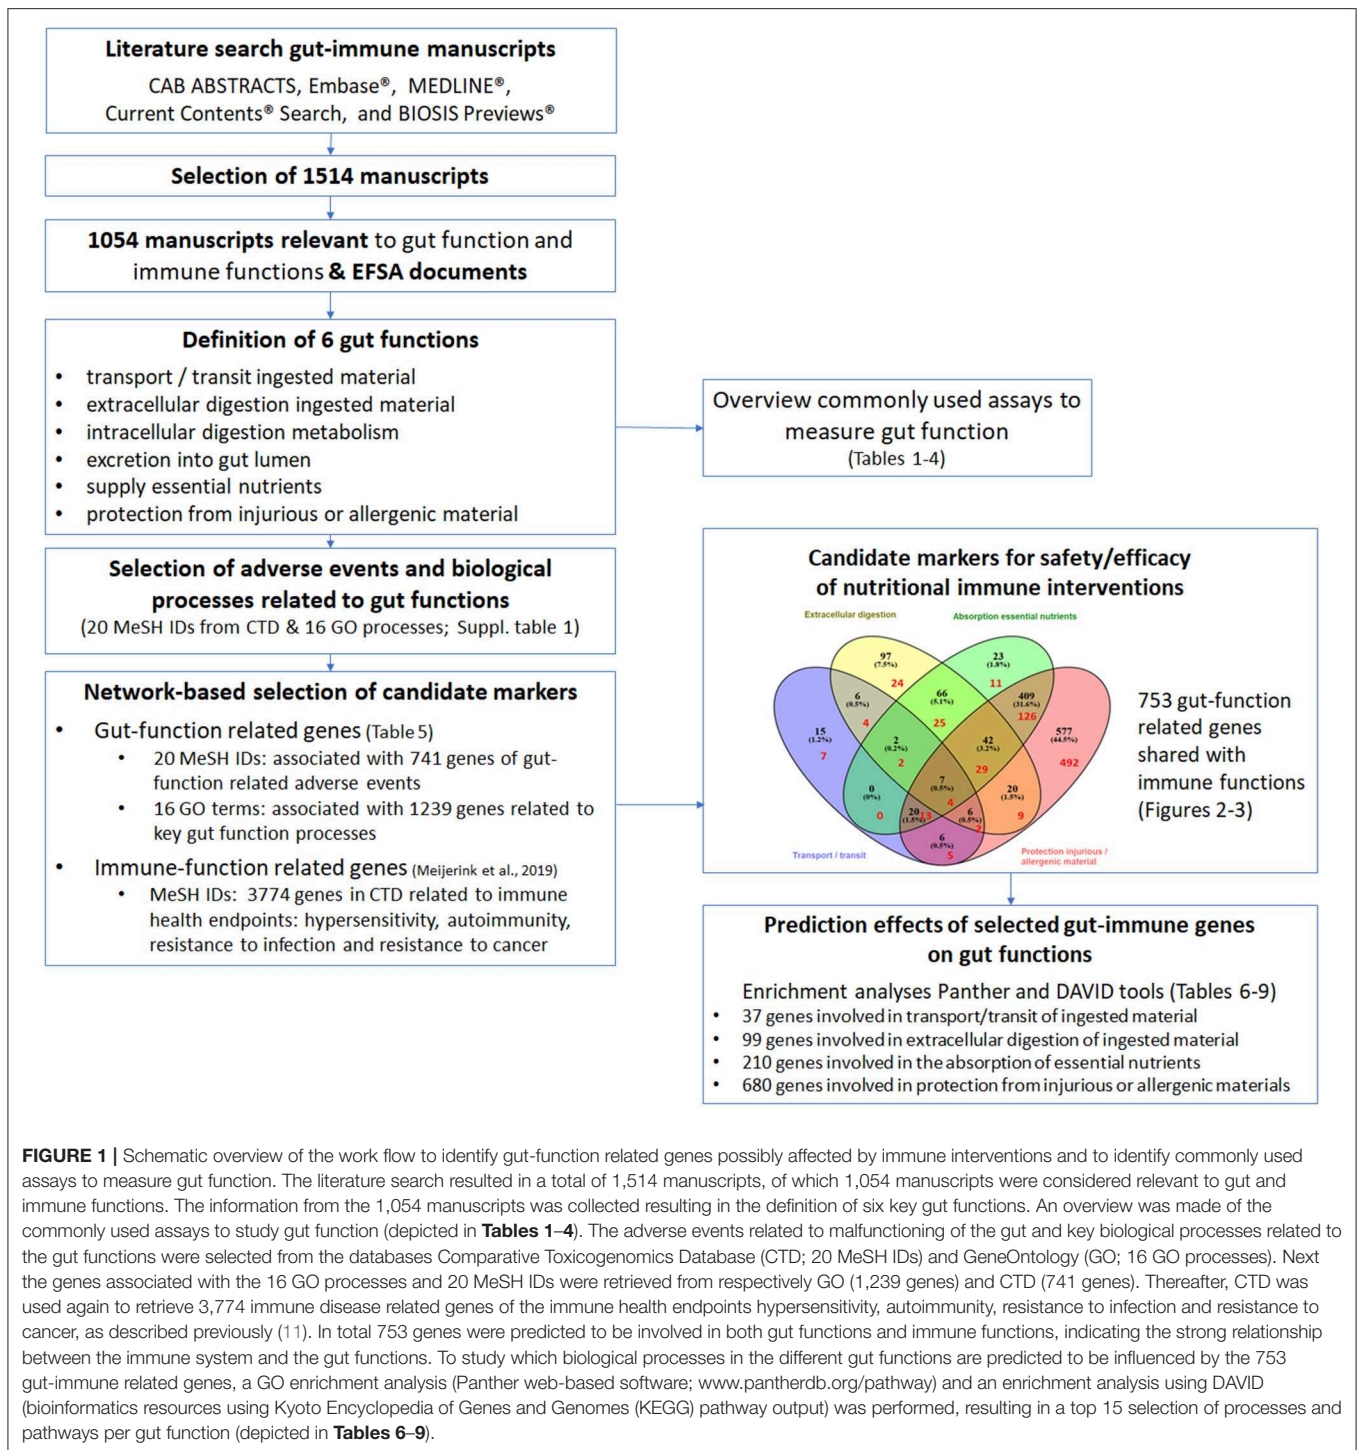 Literature search gut-immune manuscripts
CAB ABSTRACTS, Embase®, MEDLINE®,
Current Contents® Search, and BIOSIS Previews®
Selection of 1514 manuscripts
1054 manuscripts relevant to gut function and
immune functions & EFSA documents
Definition of 6 gut functions
• transport / transit ingested material
• extracellular digestion ingested material
• intracellular digestion metabolism
• excretion into gut lumen
• supply essential nutrients
• protection from injurious or allergenic material
Overview commonly used assays to
measure gut function
(Tables 1-4)
Selection of adverse events and biological
processes related to gut functions
(20 MeSH IDs from CTD & 16 GO processes; Suppl. table 1)
Network-based selection of candidate markers
• Gut-function related genes (Table 5)
• 20 MeSH IDs: associated with 741 genes of gut-
function related adverse events
• 16 GO terms: associated with 1239 genes related to
key gut function processes
• Immune-function related genes (Meijerink et al., 2019)
• MeSH IDs: 3774 genes in CTD related to immune
health endpoints: hypersensitivity, autoimmunity,
resistance to infection and resistance to cancer
Candidate markers for safety/efficacy
of nutritional immune interventions
Extracellular digestion
Absorption essential nutrients
97
(7.5%)
24
23
(1.8%)
11
6
(0.5%)
4
66
(5.1%)
25
409
(31.6%)
126
15
(1.2%)
7
2
(0.2%)
2
42
(3.2%)
29
577
(44.5%)
492
0
(0%)
0
7
(0.5%)
4
20
(1.5%)
9
20
(1.5%)
13
6
(0.5%)
2
6
(0.5%)
5
Transport / transit
Protection injurious /
allergenic material
753 gut-function
related genes
shared with
immune functions
(Figures 2-3)
Prediction effects of selected gut-immune genes
on gut functions
Enrichment analyses Panther and DAVID tools (Tables 6-9)
• 37 genes involved in transport/transit of ingested material
• 99 genes involved in extracellular digestion of ingested material
• 210 genes involved in the absorption of essential nutrients
• 680 genes involved in protection from injurious or allergenic materials
FIGURE 1 | Schematic overview of the work flow to identify gut-function related genes possibly affected by immune interventions and to identify commonly used
assays to measure gut function. The literature search resulted in a total of 1,514 manuscripts, of which 1,054 manuscripts were considered relevant to gut and
immune functions. The information from the 1,054 manuscripts was collected resulting in the definition of six key gut functions. An overview was made of the
commonly used assays to study gut function (depicted in Tables 1–4). The adverse events related to malfunctioning of the gut and key biological processes related to
the gut functions were selected from the databases Comparative Toxicogenomics Database (CTD; 20 MeSH IDs) and GeneOntology (GO; 16 GO processes). Next
the genes associated with the 16 GO processes and 20 MeSH IDs were retrieved from respectively GO (1,239 genes) and CTD (741 genes). Thereafter, CTD was
used again to retrieve 3,774 immune disease related genes of the immune health endpoints hypersensitivity, autoimmunity, resistance to infection and resistance to
cancer, as described previously (11). In total 753 genes were predicted to be involved in both gut functions and immune functions, indicating the strong relationship
between the immune system and the gut functions. To study which biological processes in the different gut functions are predicted to be influenced by the 753
gut-immune related genes, a GO enrichment analysis (Panther web-based software; www.pantherdb.org/pathway) and an enrichment analysis using DAVID
(bioinformatics resources using Kyoto Encyclopedia of Genes and Genomes (KEGG) pathway output) was performed, resulting in a top 15 selection of processes and
pathways per gut function (depicted in Tables 6–9).